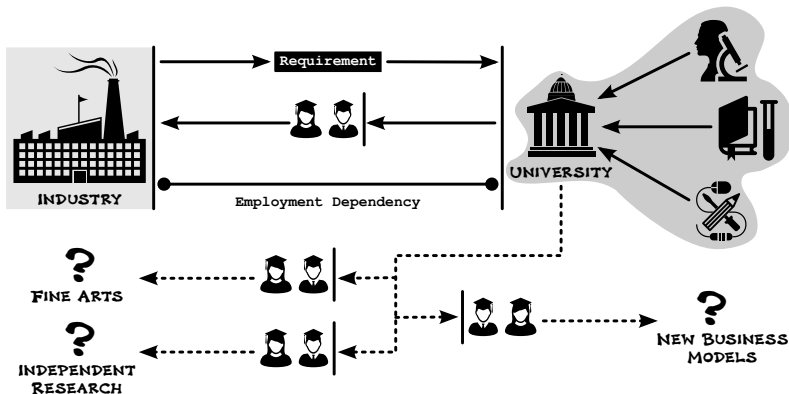 Requirement
INDUSTRY
UNIVERSITY
Employment Dependency
?
FINE ARTS
?
INDEPENDENT
RESEARCH
?
NEW BUSINESS
MODELS